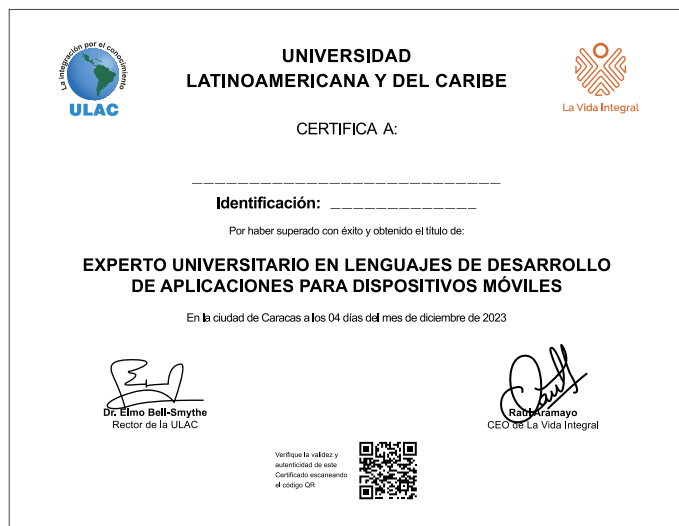 La integración por el conocimiento
ULAC
UNIVERSIDAD
LATINOAMERICANA Y DEL CARIBE
La Vida Integral
CERTIFICA A:
____________________________
Identificación: _____________
Por haber superado con éxito y obtenido el título de:
EXPERTO UNIVERSITARIO EN LENGUAJES DE DESARROLLO
DE APLICACIONES PARA DISPOSITIVOS MÓVILES
En la ciudad de Caracas a los 04 días del mes de diciembre de 2023
Dr. Elmo Bell-Smythe
Rector de la ULAC
Raúl Aramayo
CEO de La Vida Integral
Verifique la validez y
autenticidad de este
Certificado escaneando
el código QR